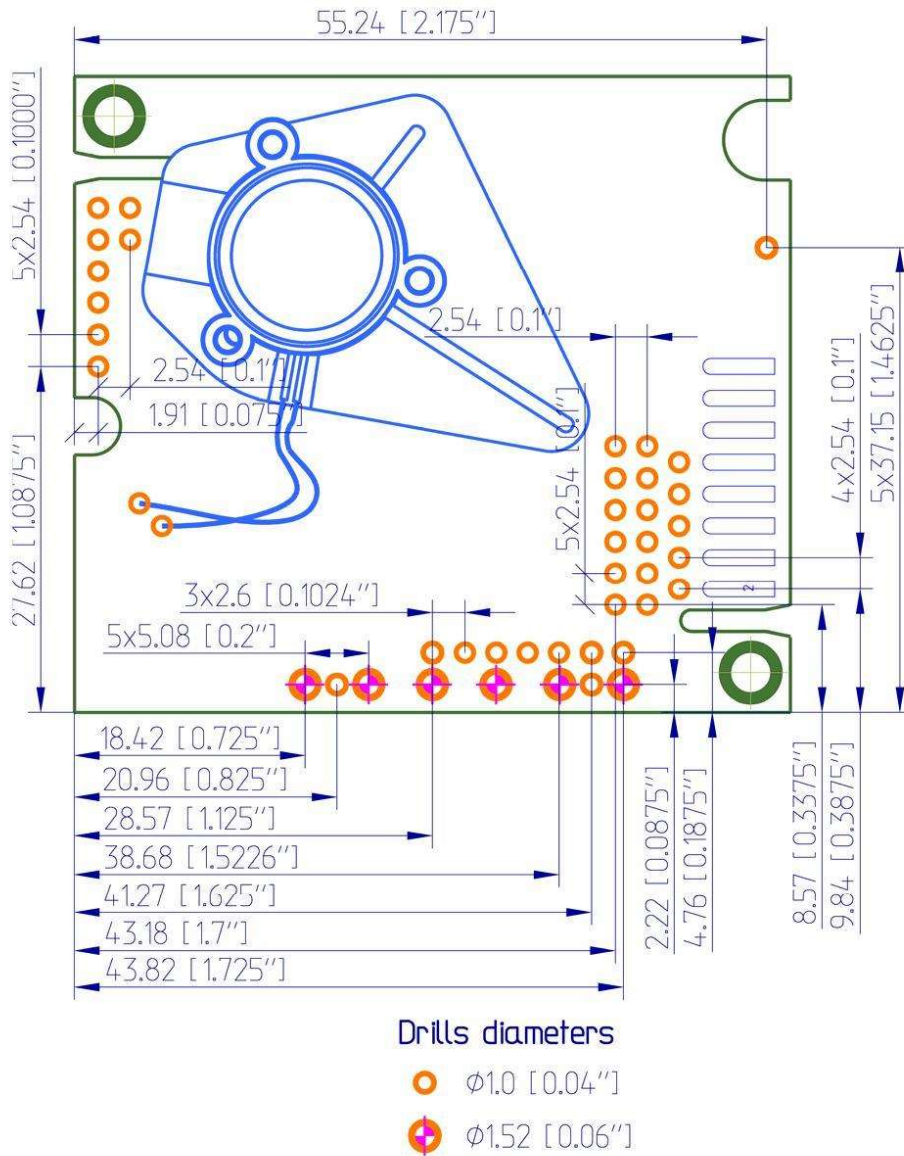 55.24 [2.175"]
5x2.54 [0.1000"]
2.54 [0.1"]
2.54 [0.1"]
1.91 [0.075"]
27.62 [1.0875"]
5x2.54 [0.1"]
4x2.54 [0.1"]
5x37.15 [1.4625"]
2
3x2.6 [0.1024"]
5x5.08 [0.2"]
18.42 [0.725"]
20.96 [0.825"]
28.57 [1.125"]
38.68 [1.5226"]
41.27 [1.625"]
43.18 [1.7"]
43.82 [1.725"]
2.22 [0.0875"]
4.76 [0.1875"]
8.57 [0.3375"]
9.84 [0.3875"]
Drills diameters
Ø1.0 [0.04"]
Ø1.52 [0.06"]